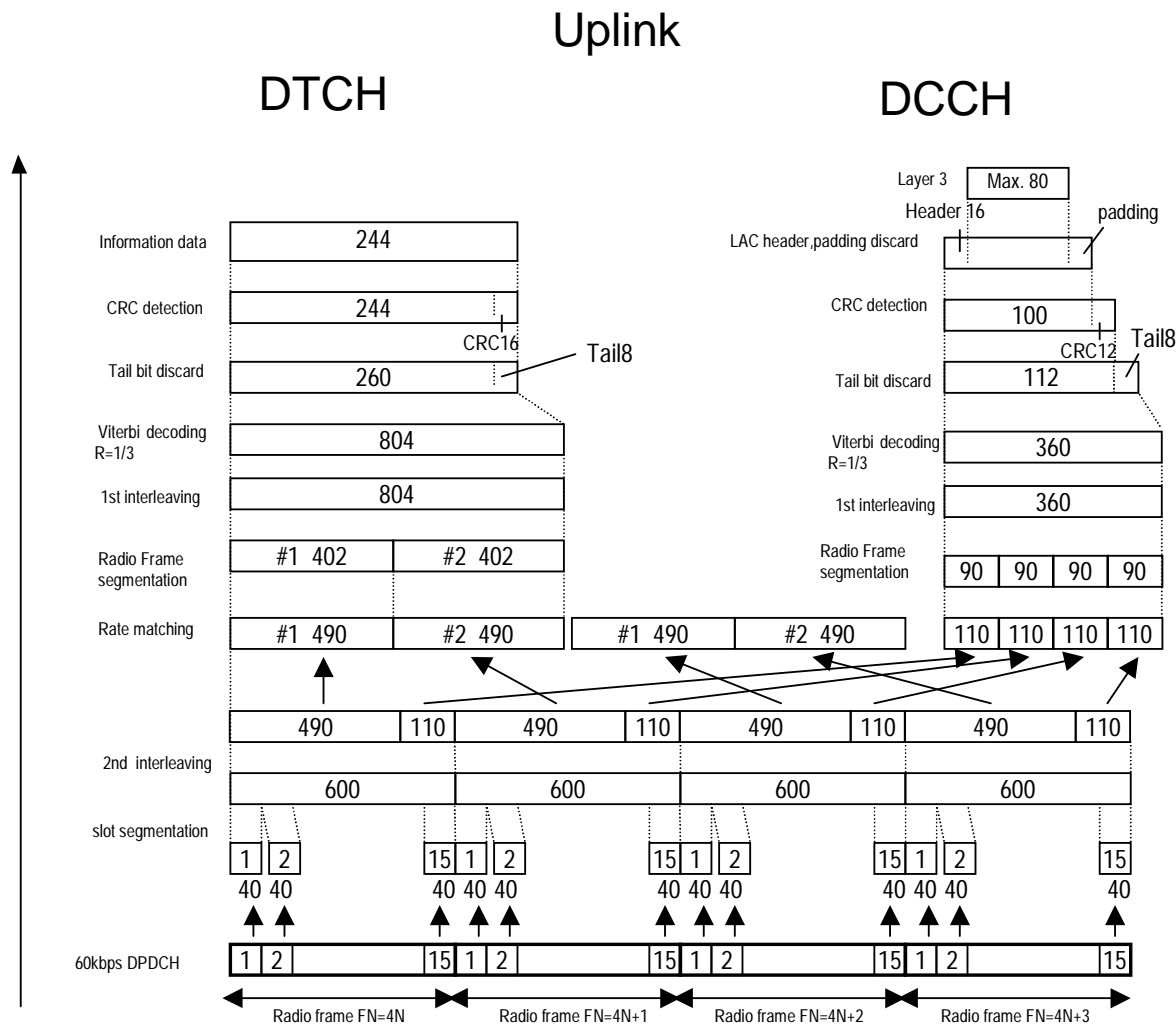 Uplink
DTCH DCCH
Layer 3 Max. 80
Header 16 padding
Information data 244 LAC header,padding discard
CRC detection 244 CRC detection 100
CRC16 CRC12
Tail8 Tail8
Tail bit discard 260 Tail bit discard 112
Viterbi decoding
R=1/3 804 Viterbi decoding
R=1/3 360
1st interleaving 804 1st interleaving 360
Radio Frame
segmentation #1 402 #2 402 Radio Frame
segmentation 90 90 90 90
Rate matching #1 490 #2 490 #1 490 #2 490 110 110 110 110
490 110 490 110 490 110 490 110
2nd interleaving
600 600 600 600
slot segmentation
1 2 15 1 2 15 1 2 15 1 2 15
40 40 40 40 40 40 40 40 40 40 40 40
60kbps DPDCH 1 2 15 1 2 15 1 2 15 1 2 15
Radio frame FN=4N Radio frame FN=4N+1 Radio frame FN=4N+2 Radio frame FN=4N+3